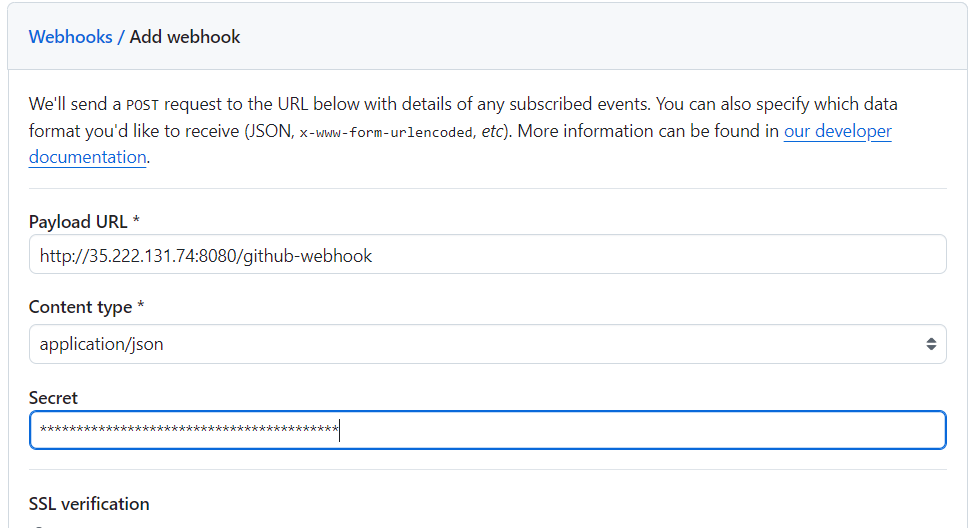 Webhooks / Add webhook
We'll send a POST request to the URL below with details of any subscribed events. You can also specify which data
format you'd like to receive (JSON, x-www-form-urlencoded, etc). More information can be found in our developer
documentation.
Payload URL *
http://35.222.131.74:8080/github-webhook
Content type *
application/json
Secret
*****************************************
SSL verification